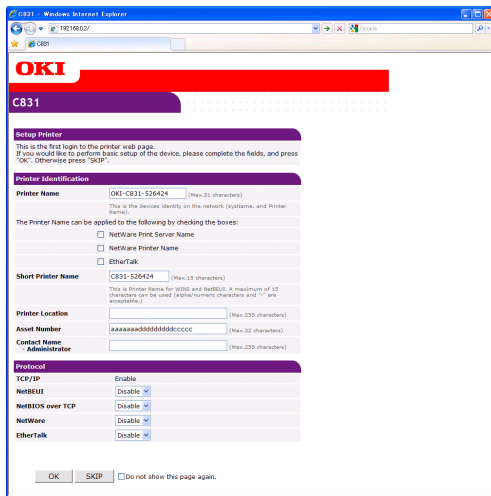 C831 - Windows Internet Explorer
192.168.0.2/
Google
C831
OKI
C831
Setup Printer
This is the first login to the printer web page.
If you would like to perform basic setup of the device, please complete the fields, and press
"OK". Otherwise press "SKIP".
Printer Identification
Printer Name OKI-C831-526424 (Max.31 characters)
This is the devices identity on the network (sysName, and Printer
Name).
The Printer Name can be applied to the following by checking the boxes:
NetWare Print Server Name
NetWare Printer Name
EtherTalk
Short Printer Name C831-526424 (Max.15 characters)
This is Printer Name for WINS and NetBEUI. A maximum of 15
characters can be used (alpha/numeric characters and "-" are
acceptable.)
Printer Location (Max.255 characters)
Asset Number (Max.32 characters)
Contact Name
- Administrator (Max.255 characters)
Protocol
TCP/IP Enable
NetBEUI Disable
NetBIOS over TCP Disable
NetWare Disable
EtherTalk Disable
OK SKIP Do not show this page again.